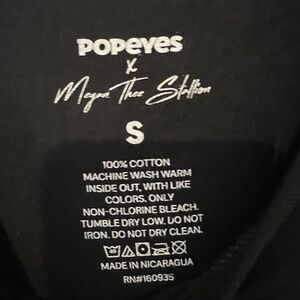 POPEYES
X
Megan Thee Stallion
S
100% COTTON
MACHINE WASH WARM
INSIDE OUT, WITH LIKE
COLORS. ONLY
NON-CHLORINE BLEACH.
TUMBLE DRY LOW. DO NOT
IRON. DO NOT DRY CLEAN.
MADE IN NICARAGUA
RN#160935